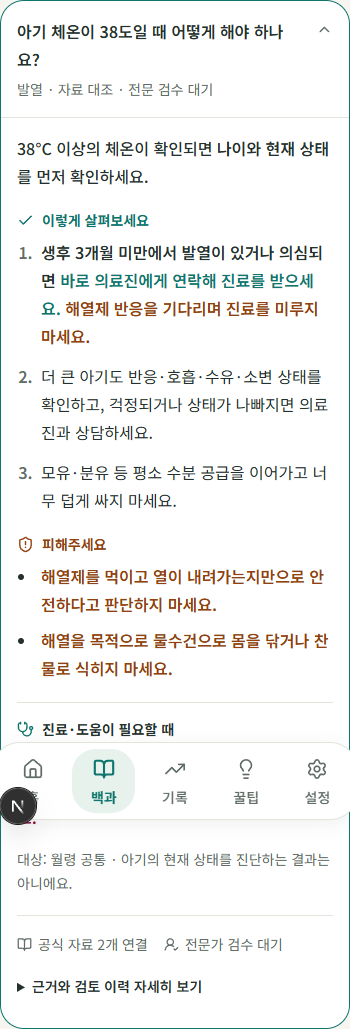 아기 체온이 38도일 때 어떻게 해야 하나
요?
발열 · 자료 대조 · 전문 검수 대기
38°C 이상의 체온이 확인되면 나이와 현재 상태
를 먼저 확인하세요.
이렇게 살펴보세요
1. 생후 3개월 미만에서 발열이 있거나 의심되
면 바로 의료진에게 연락해 진료를 받으세
요. 해열제 반응을 기다리며 진료를 미루지
마세요.
2. 더 큰 아기도 반응·호흡·수유·소변 상태를
확인하고, 걱정되거나 상태가 나빠지면 의료
진과 상담하세요.
3. 모유·분유 등 평소 수분 공급을 이어가고 너
무 덥게 싸지 마세요.
피해주세요
• 해열제를 먹이고 열이 내려가는지만으로 안
전하다고 판단하지 마세요.
• 해열을 목적으로 물수건으로 몸을 닦거나 찬
물로 식히지 마세요.
진료·도움이 필요할 때
백과 기록 꿀팁 설정
N
대상: 월령 공통 · 아기의 현재 상태를 진단하는 결과는
아니에요.
공식 자료 2개 연결 전문가 검수 대기
▶ 근거와 검토 이력 자세히 보기